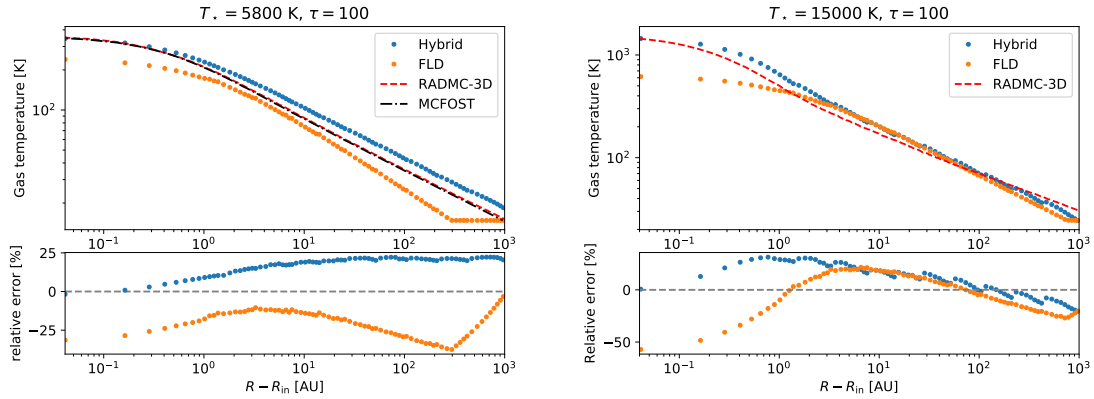 T⋆ = 5800 K, τ = 100
Gas temperature [K]
10²
Hybrid
FLD
RADMC-3D
MCFOST
10⁻¹ 10⁰ 10¹ 10² 10³
relative error [%]
25
0
−25
10⁻¹ 10⁰ 10¹ 10² 10³
R − Rin [AU]
T⋆ = 15000 K, τ = 100
Gas temperature [K]
10³
10²
Hybrid
FLD
RADMC-3D
10⁻¹ 10⁰ 10¹ 10² 10³
Relative error [%]
0
−50
10⁻¹ 10⁰ 10¹ 10² 10³
R − Rin [AU]